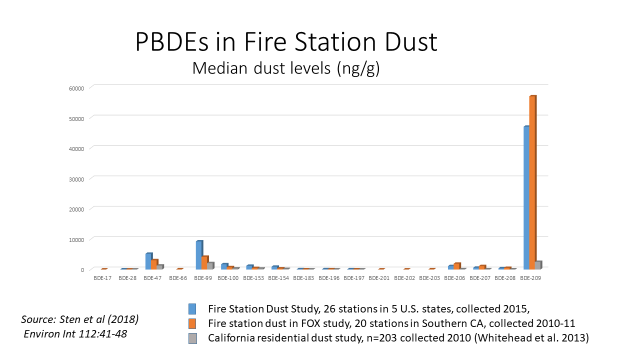 PBDEs in Fire Station Dust
Median dust levels (ng/g)
60000
50000
40000
30000
20000
10000
0
BDE-17 BDE-28 BDE-47 BDE-66 BDE-99 BDE-100 BDE-153 BDE-154 BDE-183 BDE-196 BDE-197 BDE-201 BDE-202 BDE-203 BDE-206 BDE-207 BDE-208 BDE-209
Fire Station Dust Study, 26 stations in 5 U.S. states, collected 2015,
Fire station dust in FOX study, 20 stations in Southern CA, collected 2010-11
California residential dust study, n=203 collected 2010 (Whitehead et al. 2013)
Source: Sten et al (2018)
Environ Int 112:41-48